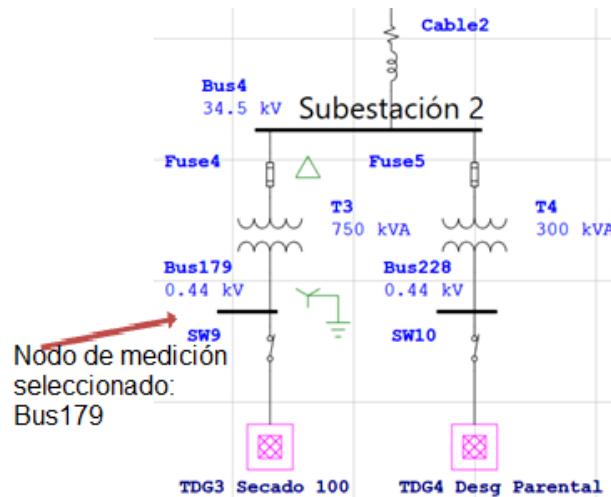 Cable2
Bus4
34.5 kV
Subestación 2
Fuse4
Fuse5
T3
750 kVA
T4
300 kVA
Bus179
0.44 kV
Bus228
0.44 kV
SW9
SW10
Nodo de medición
seleccionado:
Bus179
TDG3 Secado 100
TDG4 Desg Parental